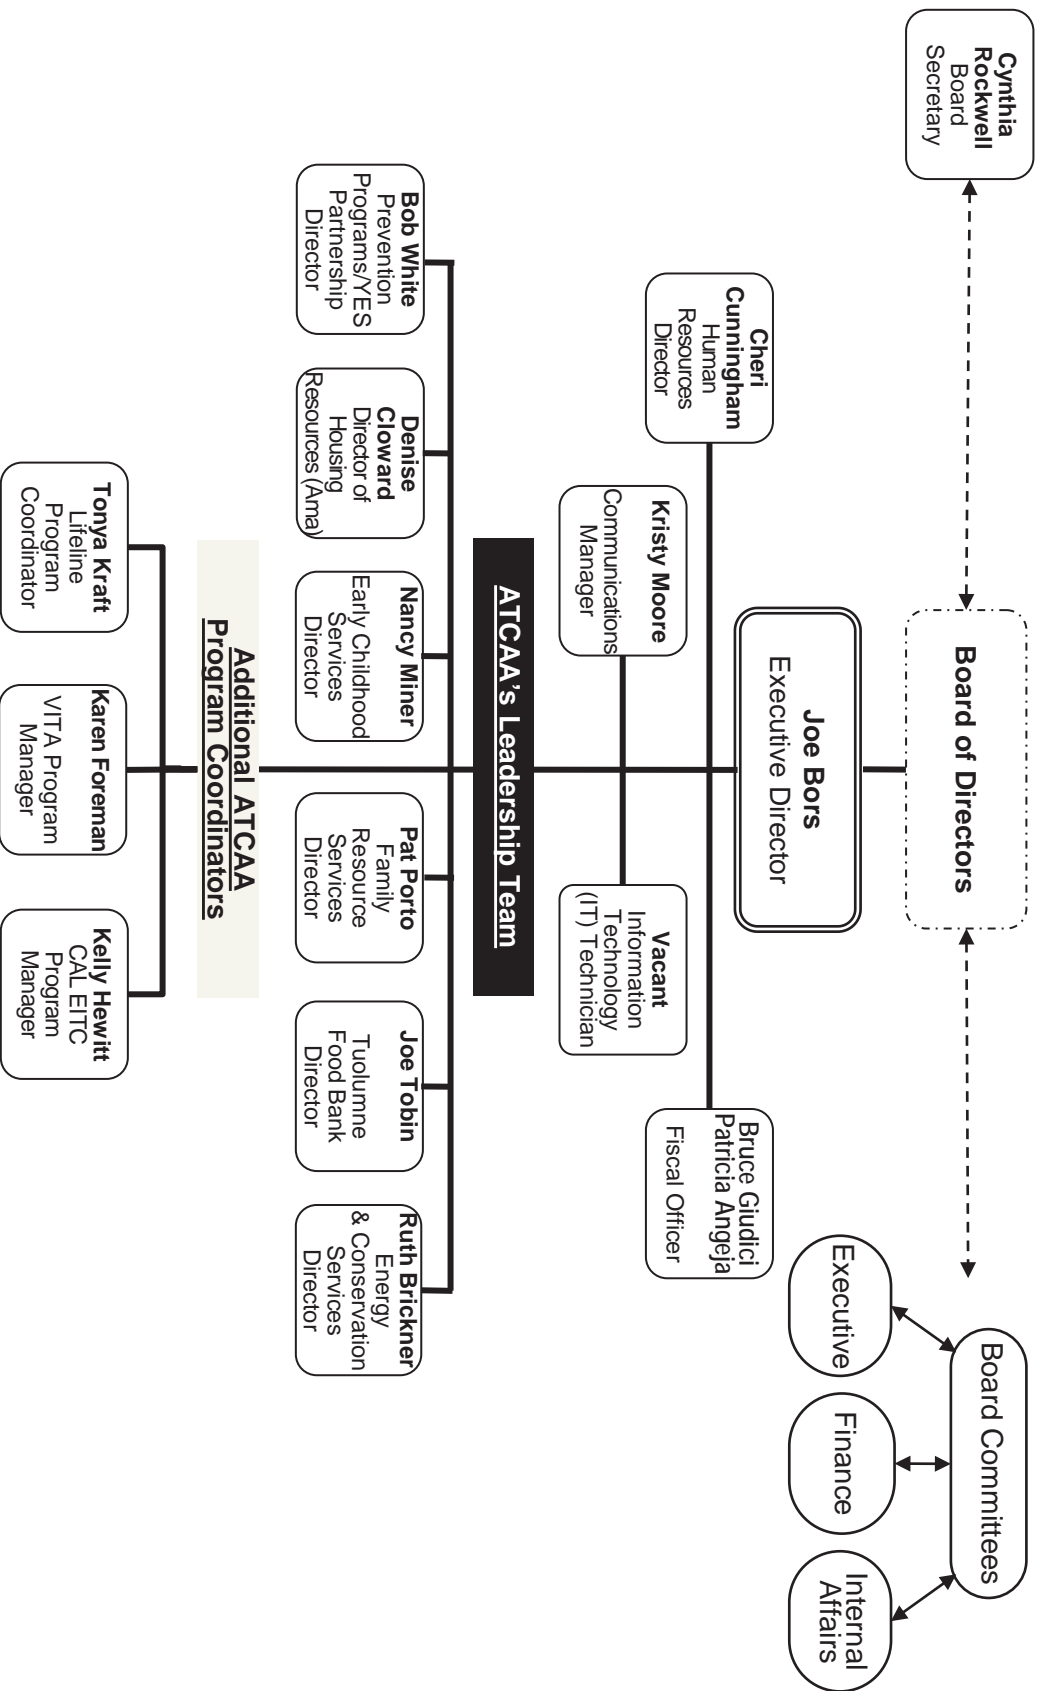 Cynthia
Rockwell
Board
Secretary
Board of Directors
Board Committees
Executive
Finance
Internal
Affairs
Joe Bors
Executive Director
Cheri
Cunningham
Human
Resources
Director
Bruce Giudici
Patricia Angeja
Fiscal Officer
Kristy Moore
Communications
Manager
Vacant
Information
Technology
(IT) Technician
ATCAA's Leadership Team
Bob White
Prevention
Programs/YES
Partnership
Director
Denise
Cloward
Director of
Housing
Resources (Ama)
Nancy Miner
Early Childhood
Services
Director
Pat Porto
Family
Resource
Services
Director
Joe Tobin
Tuolumne
Food Bank
Director
Ruth Brickner
Energy
& Conservation
Services
Director
Additional ATCAA
Program Coordinators
Tonya Kraft
Lifeline
Program
Coordinator
Karen Foreman
VITA Program
Manager
Kelly Hewitt
CAL EITC
Program
Manager